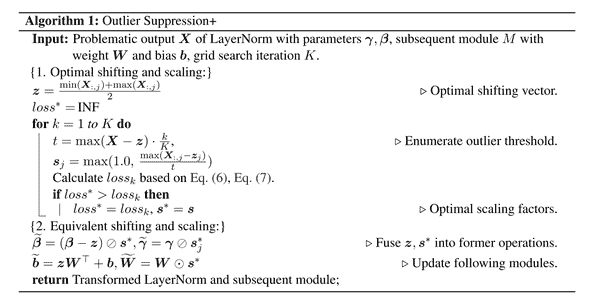 Algorithm 1: Outlier Suppression+
Input: Problematic output X of LayerNorm with parameters γ, β, subsequent module M with
weight W and bias b, grid search iteration K.
{1. Optimal shifting and scaling:}
z = (min(X:,j)+max(X:,j))/2 ▷ Optimal shifting vector.
loss* = INF
for k = 1 to K do
t = max(X − z) · k/K, ▷ Enumerate outlier threshold.
sj = max(1.0, max(X:,j−zj)/t)
Calculate lossk based on Eq. (6), Eq. (7).
if loss* > lossk then
loss* = lossk, s* = s ▷ Optimal scaling factors.
{2. Equivalent shifting and scaling:}
β̃ = (β − z) ⊘ s*, γ̃ = γ ⊘ s*j ▷ Fuse z, s* into former operations.
b̃ = zW⊤ + b, W̃ = W ⊙ s* ▷ Update following modules.
return Transformed LayerNorm and subsequent module;